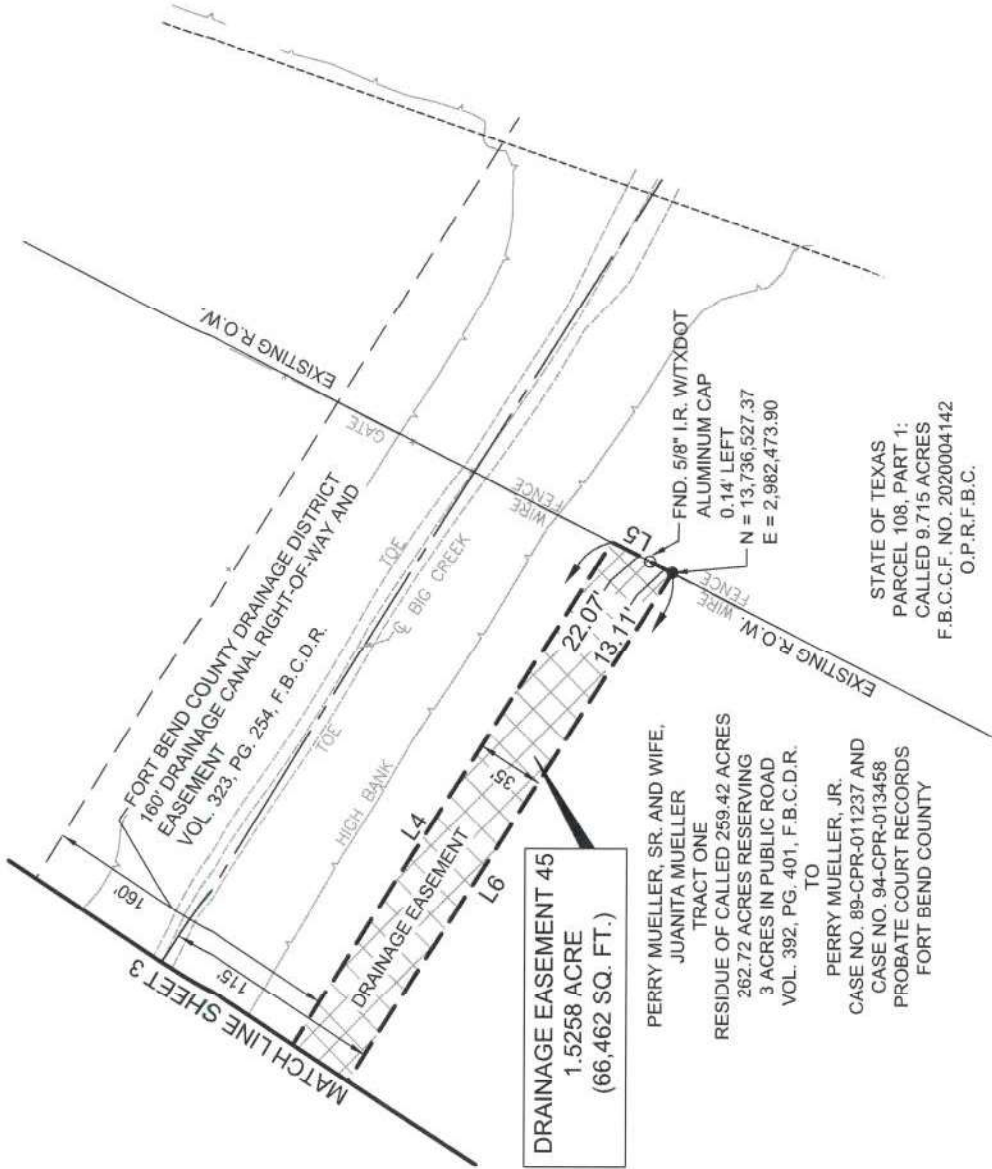 MATCH LINE SHEET 3
160'
115'
FORT BEND COUNTY DRAINAGE DISTRICT
160' DRAINAGE CANAL RIGHT-OF-WAY AND
EASEMENT
VOL. 323, PG. 254, F.B.C.D.R.
EXISTING R.O.W.
GATE
TOE
℄ BIG CREEK
TOE
HIGH BANK
WIRE
FENCE
L4
DRAINAGE EASEMENT
35'
L6
22.07'
13.11'
L5
FND. 5/8" I.R. W/TXDOT
ALUMINUM CAP
0.14' LEFT
N = 13,736,527.37
E = 2,982,473.90
WIRE
FENCE
EXISTING R.O.W.
DRAINAGE EASEMENT 45
1.5258 ACRE
(66,462 SQ. FT.)
PERRY MUELLER, SR. AND WIFE,
JUANITA MUELLER
TRACT ONE
RESIDUE OF CALLED 259.42 ACRES
262.72 ACRES RESERVING
3 ACRES IN PUBLIC ROAD
VOL. 392, PG. 401, F.B.C.D.R.
TO
PERRY MUELLER, JR.
CASE NO. 89-CPR-011237 AND
CASE NO. 94-CPR-013458
PROBATE COURT RECORDS
FORT BEND COUNTY
STATE OF TEXAS
PARCEL 108, PART 1:
CALLED 9.715 ACRES
F.B.C.C.F. NO. 2020004142
O.P.R.F.B.C.